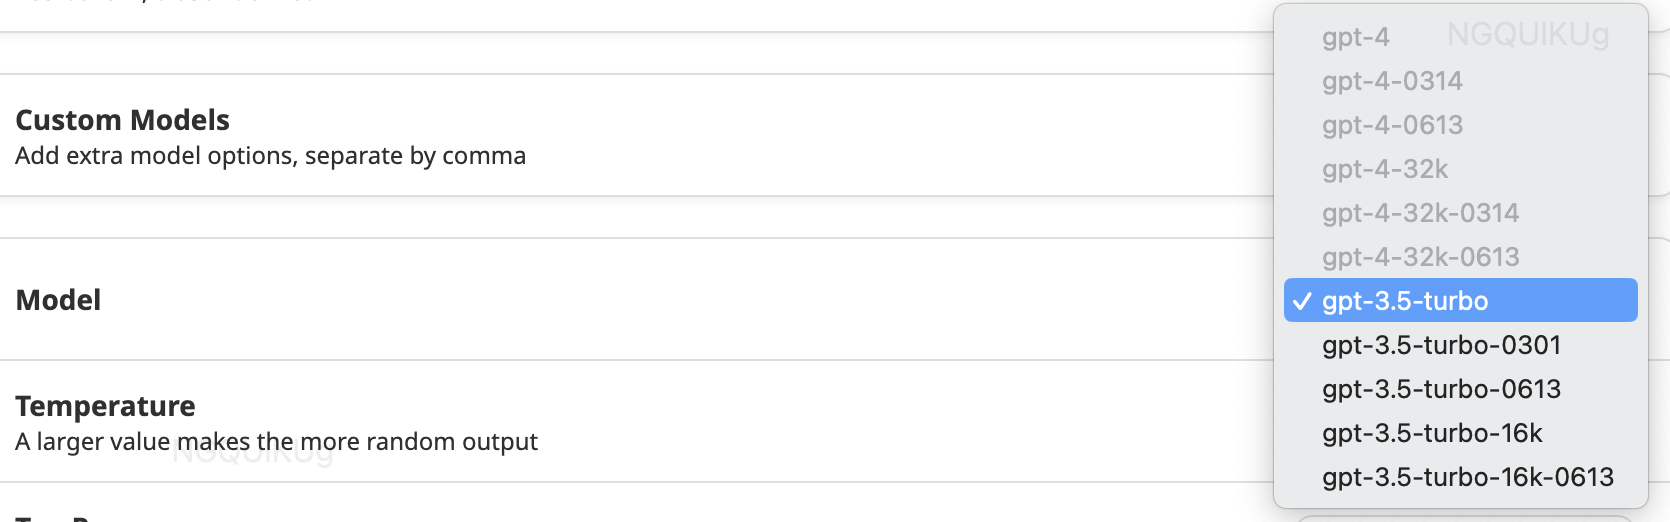 Custom Models
Add extra model options, separate by comma
Model
Temperature
A larger value makes the more random output
gpt-4
gpt-4-0314
gpt-4-0613
gpt-4-32k
gpt-4-32k-0314
gpt-4-32k-0613
✓ gpt-3.5-turbo
gpt-3.5-turbo-0301
gpt-3.5-turbo-0613
gpt-3.5-turbo-16k
gpt-3.5-turbo-16k-0613